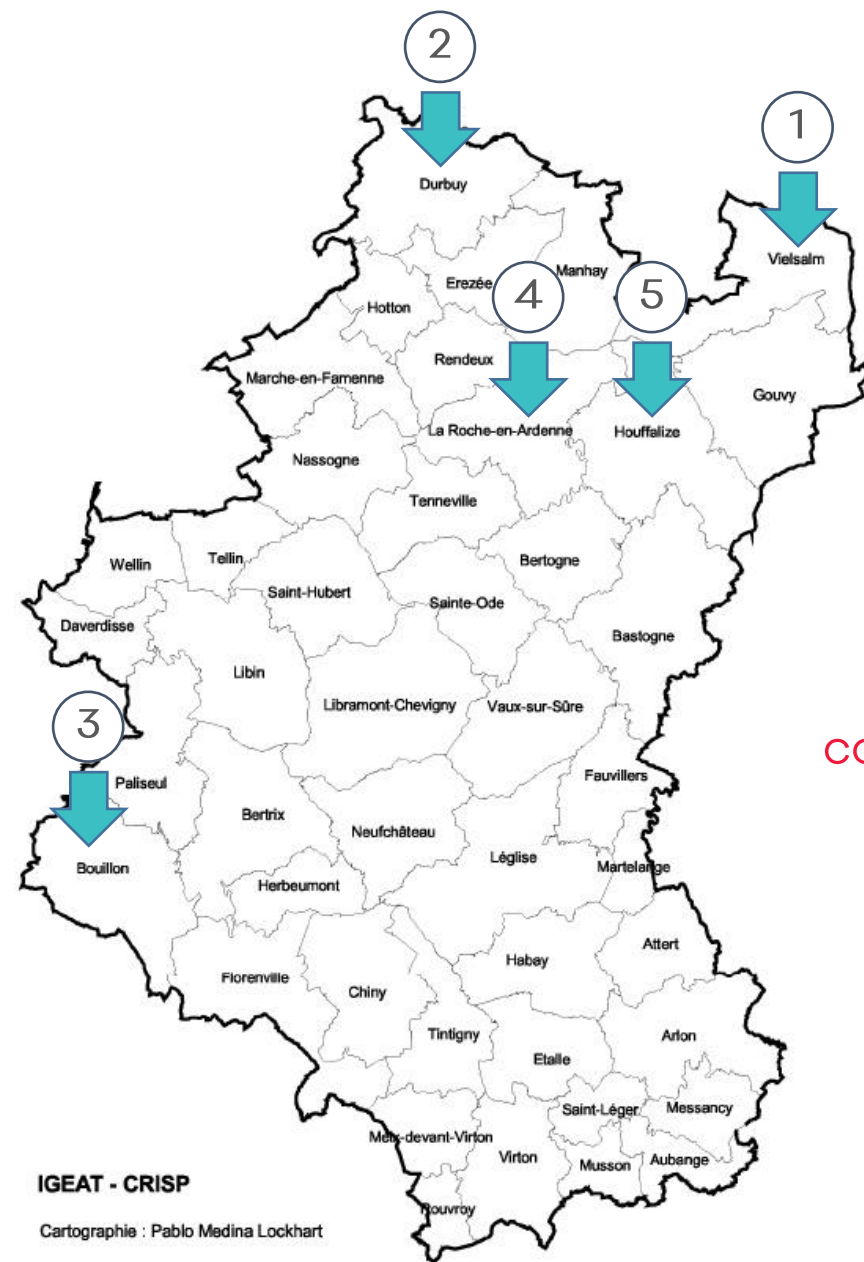 2
1
Durbuy
Vielsalm
Erezée
Manhay
4
5
Hotton
Rendeux
Marche-en-Famenne
Gouvy
La Roche-en-Ardenne
Houffalize
Nassogne
Tenneville
Wellin
Tellin
Bertogne
Saint-Hubert
Sainte-Ode
Daverdisse
Bastogne
Libin
Libramont-Chevigny
Vaux-sur-Sûre
3
CO
Paliseul
Fauvillers
Bertrix
Neufchâteau
Léglise
Bouillon
Martelange
Herbeumont
Attert
Habay
Florenville
Chiny
Tintigny
Arlon
Etalle
Saint-Léger
Messancy
Meix-devant-Virton
Virton
Musson
Aubange
IGEAT - CRISP
Rouvroy
Cartographie : Pablo Medina Lockhart